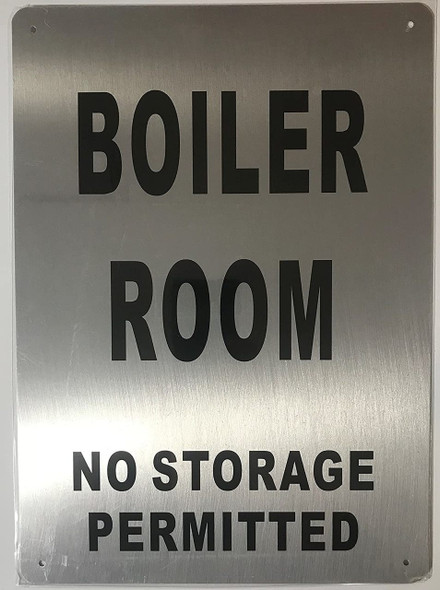 BOILER
ROOM
NO STORAGE
PERMITTED